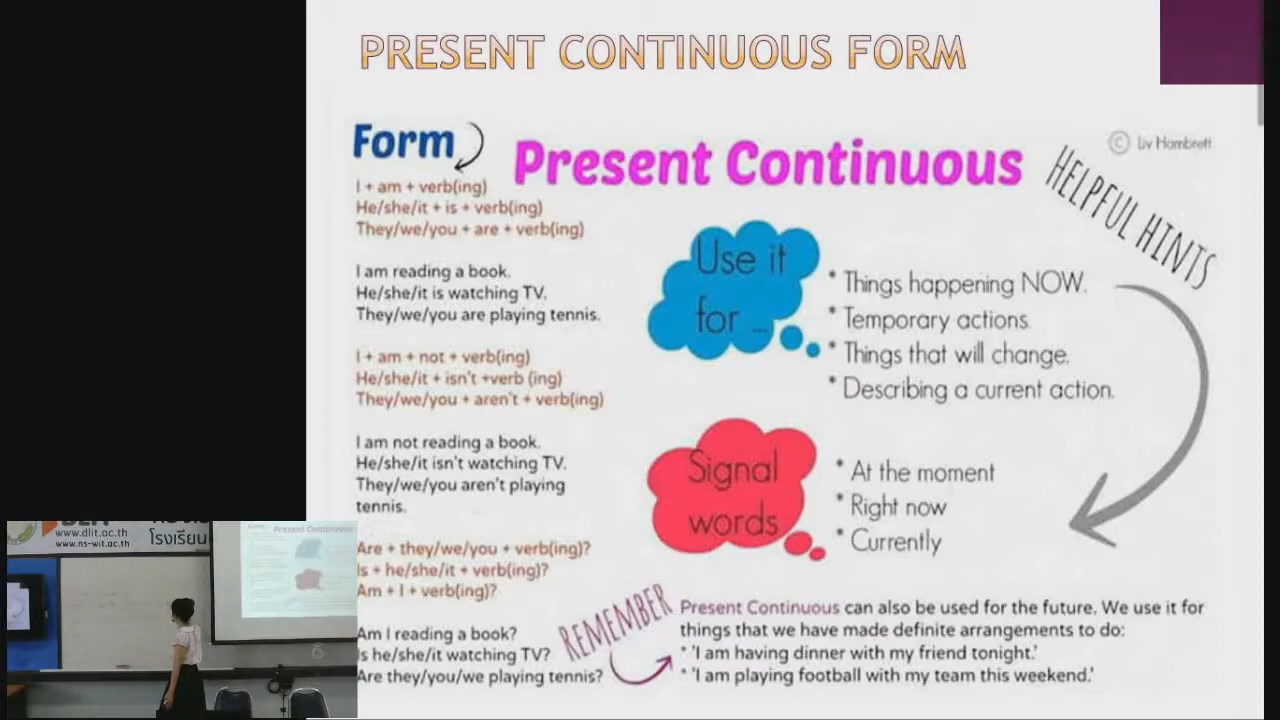 PRESENT CONTINUOUS FORM
Form
Present Continuous
© Liv Hambrett
HELPFUL HINTS
I + am + verb(ing)
He/she/it + is + verb(ing)
They/we/you + are + verb(ing)
I am reading a book.
He/she/it is watching TV.
They/we/you are playing tennis.
I + am + not + verb(ing)
He/she/it + isn't +verb (ing)
They/we/you + aren't + verb(ing)
I am not reading a book.
He/she/it isn't watching TV.
They/we/you aren't playing
tennis.
Are + they/we/you + verb(ing)?
Is + he/she/it + verb(ing)?
Am + I + verb(ing)?
Am I reading a book?
Is he/she/it watching TV?
Are they/you/we playing tennis?
Use it
for ...
* Things happening NOW.
* Temporary actions.
* Things that will change.
* Describing a current action.
Signal
words
* At the moment
* Right now
* Currently
REMEMBER
Present Continuous can also be used for the future. We use it for
things that we have made definite arrangements to do:
* 'I am having dinner with my friend tonight.'
* 'I am playing football with my team this weekend.'
www.dlit.ac.th
www.ns-wit.ac.th
โรงเรียน
Form
Present Continuous